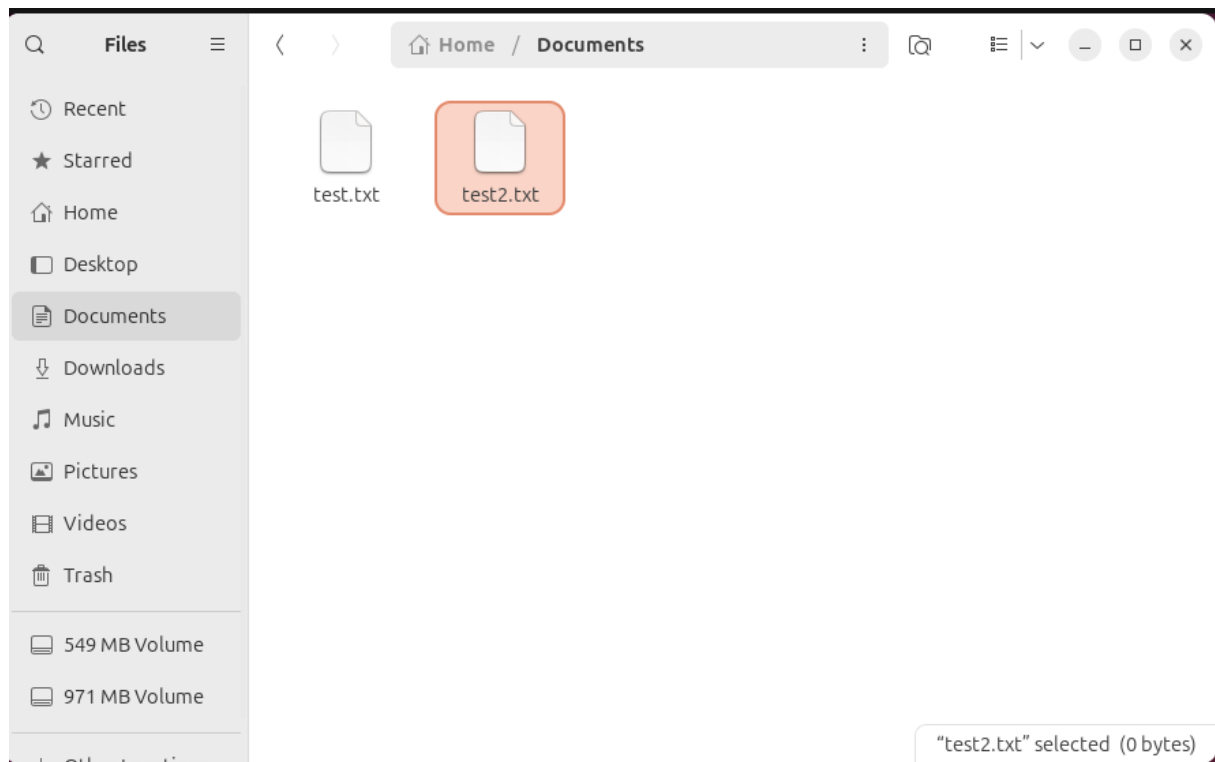 Files
Home / Documents
Recent
Starred
Home
Desktop
Documents
Downloads
Music
Pictures
Videos
Trash
549 MB Volume
971 MB Volume
test.txt
test2.txt
“test2.txt” selected (0 bytes)